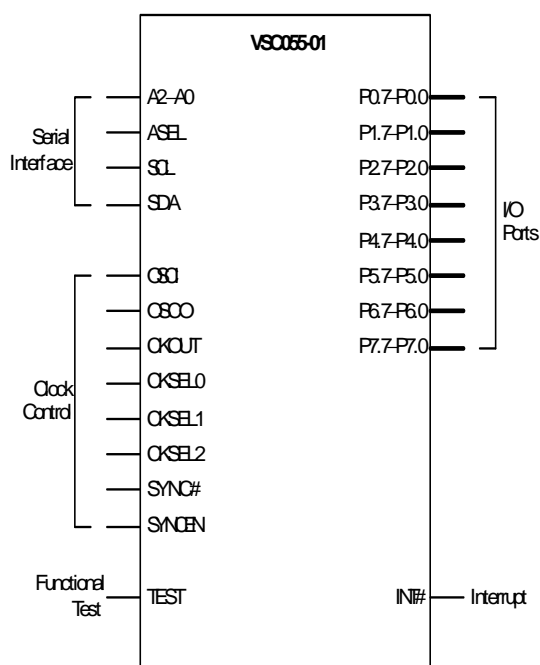 VSC055-01
Serial
Interface
A2–A0
ASEL
SCL
SDA
P0.7–P0.0
P1.7–P1.0
P2.7–P2.0
P3.7–P3.0
P4.7–P4.0
P5.7–P5.0
P6.7–P6.0
P7.7–P7.0
I/O
Ports
Clock
Control
OSCI
OSCO
CKOUT
CKSEL0
CKSEL1
CKSEL2
SYNC#
SYNCEN
Functional
Test
TEST
INT#
Interrupt